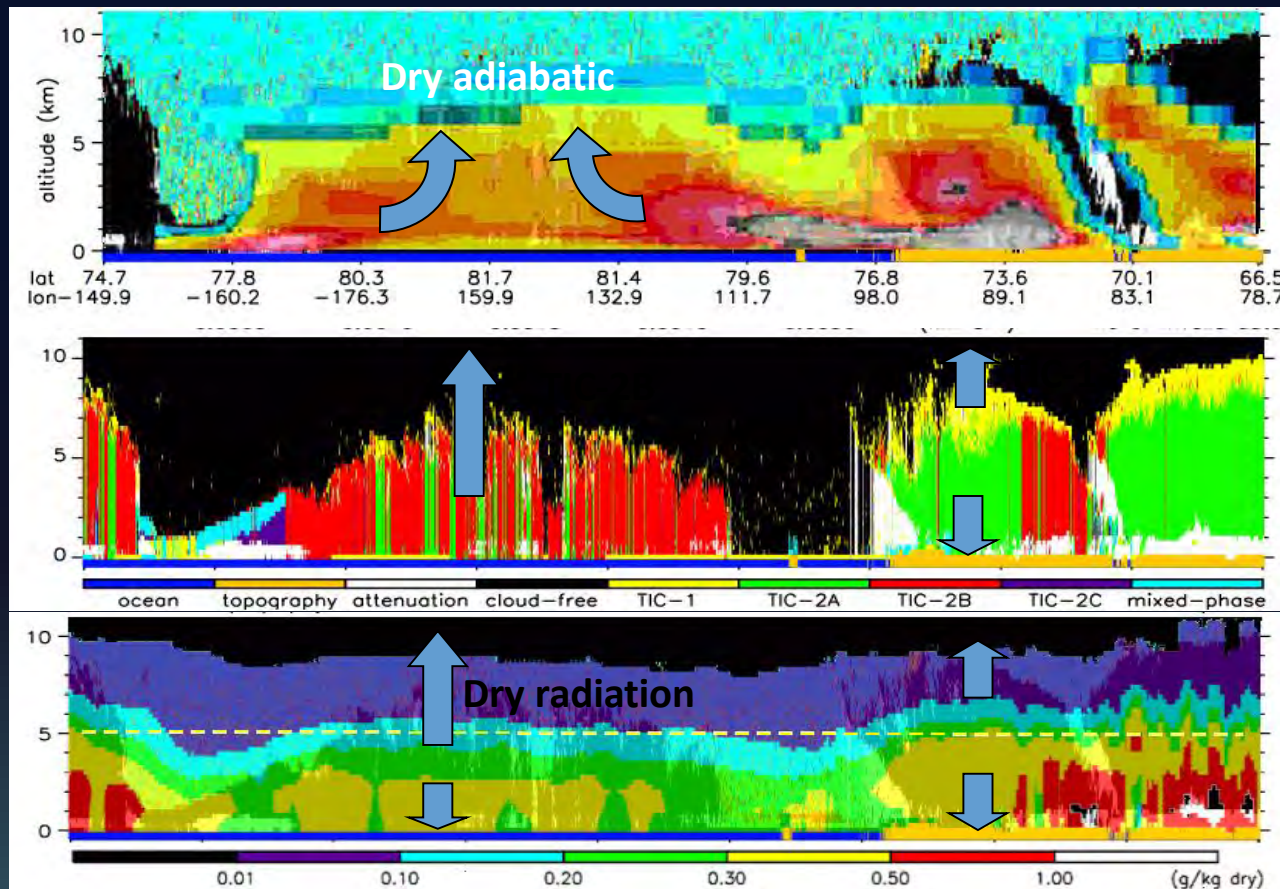 10
Dry adiabatic
altitude (km)
5
0
lat 74.7 77.8 80.3 81.7 81.4 79.6 76.8 73.6 70.1 66.5
lon-149.9 -160.2 -176.3 159.9 132.9 111.7 98.0 89.1 83.1 78.7
10
5
0
ocean topography attenuation cloud-free TIC-1 TIC-2A TIC-2B TIC-2C mixed-phase
10
Dry radiation
5
0
0.01 0.10 0.20 0.30 0.50 1.00 (g/kg dry)